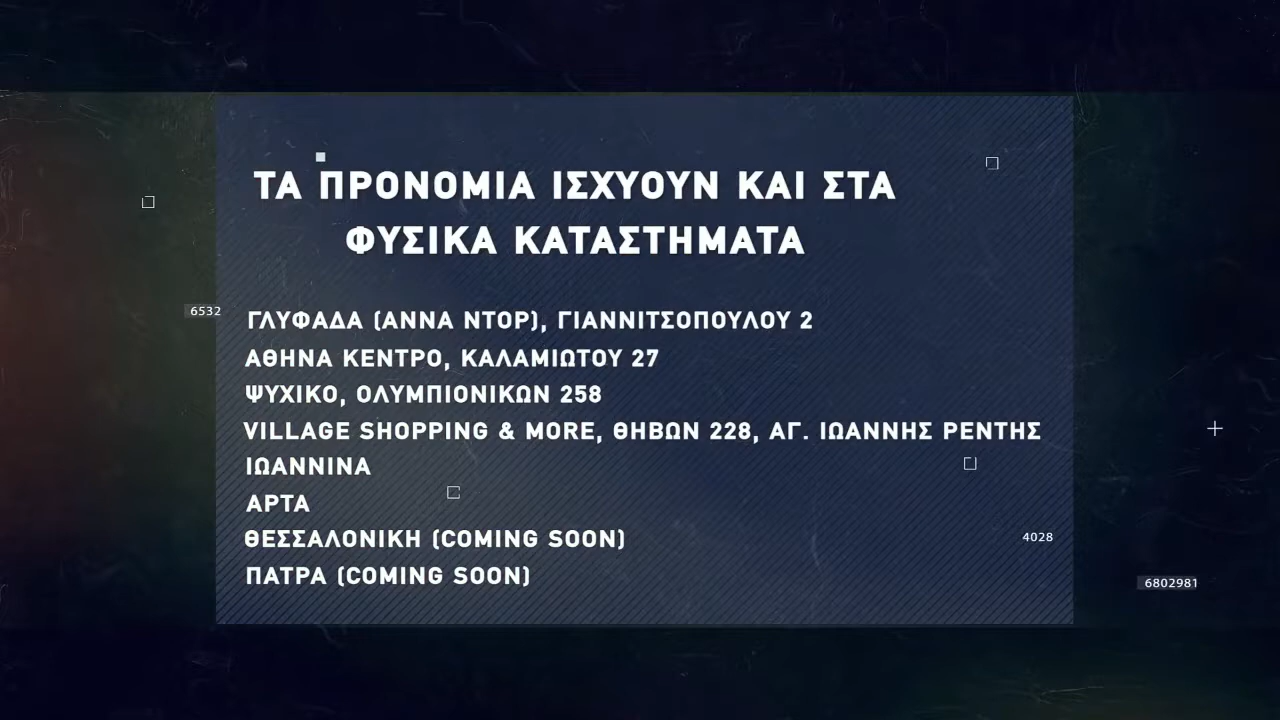 ΤΑ ΠΡΟΝΟΜΙΑ ΙΣΧΥΟΥΝ ΚΑΙ ΣΤΑ
ΦΥΣΙΚΑ ΚΑΤΑΣΤΗΜΑΤΑ
6532
ΓΛΥΦΑΔΑ (ΑΝΝΑ ΝΤΟΡ), ΓΙΑΝΝΙΤΣΟΠΟΥΛΟΥ 2
ΑΘΗΝΑ ΚΕΝΤΡΟ, ΚΑΛΑΜΙΩΤΟΥ 27
ΨΥΧΙΚΟ, ΟΛΥΜΠΙΟΝΙΚΩΝ 258
VILLAGE SHOPPING & MORE, ΘΗΒΩΝ 228, ΑΓ. ΙΩΑΝΝΗΣ ΡΕΝΤΗΣ
ΙΩΑΝΝΙΝΑ
ΑΡΤΑ
ΘΕΣΣΑΛΟΝΙΚΗ (COMING SOON)
4028
ΠΑΤΡΑ (COMING SOON)
6802981